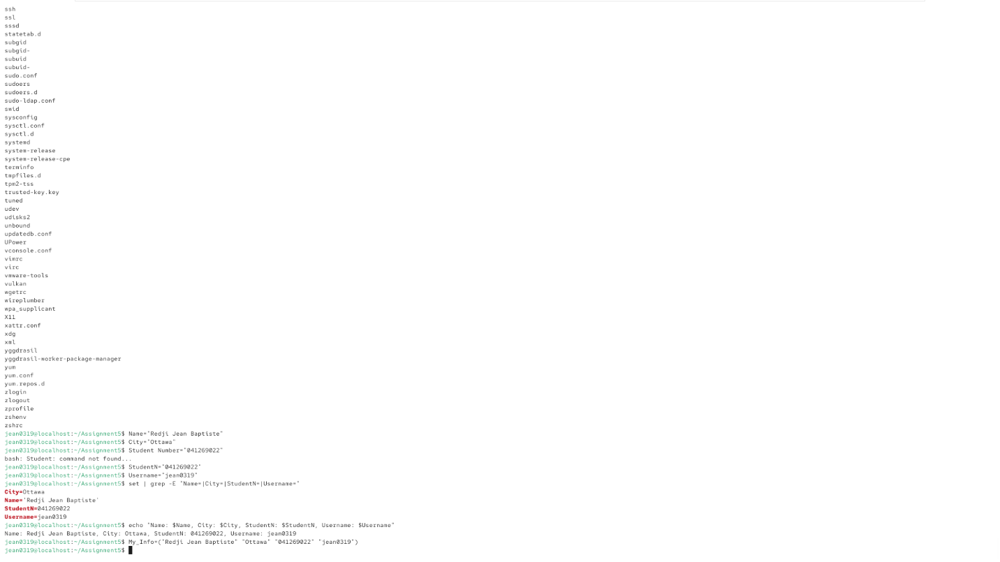 ssh
ssl
sssd
statetab.d
subgid
subgid-
subuid
subuid-
sudo.conf
sudoers
sudoers.d
sudo-ldap.conf
swid
sysconfig
sysctl.conf
sysctl.d
systemd
system-release
system-release-cpe
terminfo
tmpfiles.d
tpm2-tss
trusted-key.key
tuned
udev
udisks2
unbound
updatedb.conf
UPower
vconsole.conf
vimrc
virc
vmware-tools
vulkan
wgetrc
wireplumber
wpa_supplicant
X11
xattr.conf
xdg
xml
yggdrasil
yggdrasil-worker-package-manager
yum
yum.conf
yum.repos.d
zlogin
zlogout
zprofile
zshenv
zshrc
jean0319@localhost:~/Assignment5$ Name="Redji Jean Baptiste"
jean0319@localhost:~/Assignment5$ City="Ottawa"
jean0319@localhost:~/Assignment5$ Student Number="041269022"
bash: Student: command not found...
jean0319@localhost:~/Assignment5$ StudentN="041269022"
jean0319@localhost:~/Assignment5$ Username="jean0319"
jean0319@localhost:~/Assignment5$ set | grep -E "Name=|City=|StudentN=|Username="
City=Ottawa
Name='Redji Jean Baptiste'
StudentN=041269022
Username=jean0319
jean0319@localhost:~/Assignment5$ echo "Name: $Name, City: $City, StudentN: $StudentN, Username: $Username"
Name: Redji Jean Baptiste, City: Ottawa, StudentN: 041269022, Username: jean0319
jean0319@localhost:~/Assignment5$ My_Info=("Redji Jean Baptiste" "Ottawa" "041269022" "jean0319")
jean0319@localhost:~/Assignment5$